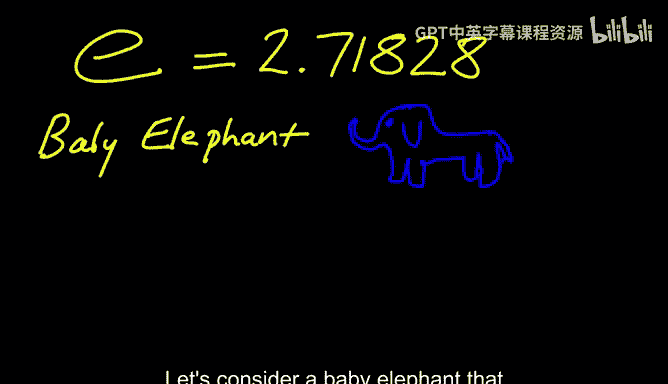 GPT中英字幕课程资源 bilibili
e = 2.71828
Baby Elephant
Let's consider a baby elephant that